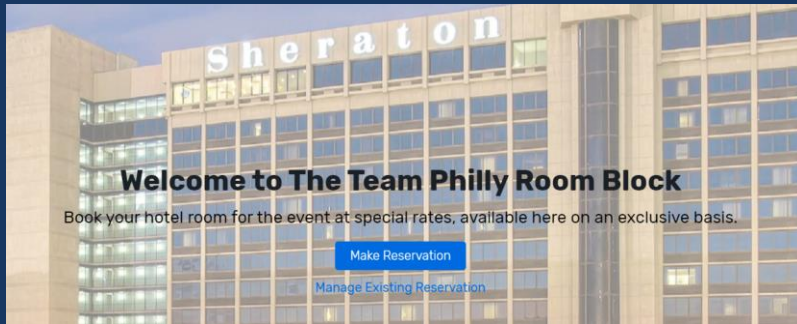 Sheraton
Welcome to The Team Philly Room Block
Book your hotel room for the event at special rates, available here on an exclusive basis.
Make Reservation
Manage Existing Reservation